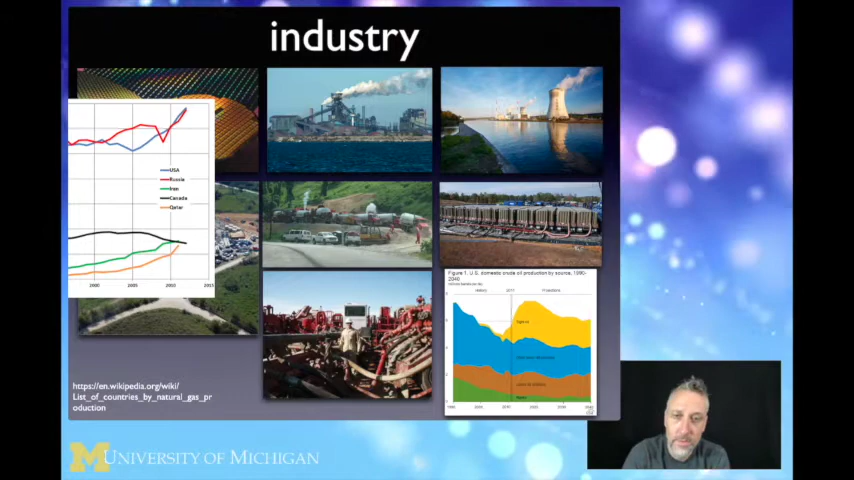 industry
USA
Russia
Iran
Canada
Qatar
2000
2005
2010
2015
Figure 1. U.S. domestic crude oil production by source, 1990-
2040
https://en.wikipedia.org/wiki/
List_of_countries_by_natural_gas_pr
oduction
M UNIVERSITY OF MICHIGAN